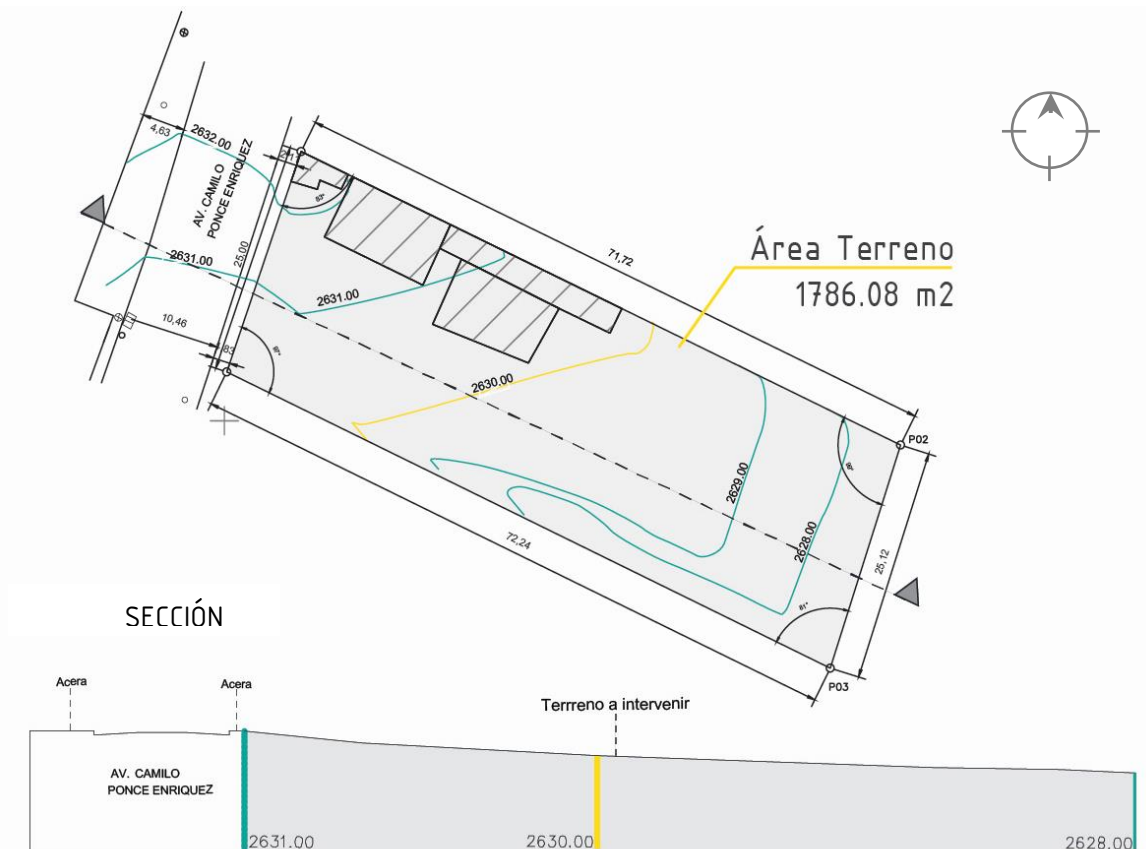 4,63
2632.00
AV. CAMILO
PONCE ENRIQUEZ
83°
25,00
2631.00
2631.00
10,46
71,72
Área Terreno
1786.08 m2
2630.00
2629.00
2628.00
P02
72,24
25,12
81°
P03
SECCIÓN
Acera
Acera
Terrreno a intervenir
AV. CAMILO
PONCE ENRIQUEZ
2631.00
2630.00
2628.00